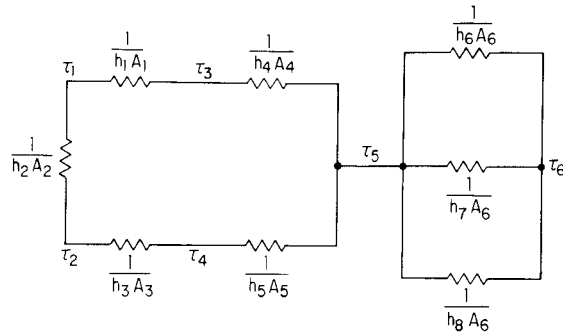 1/(h₆A₆)
τ₁
1/(h₁A₁)
τ₃
1/(h₄A₄)
1/(h₂A₂)
τ₅
τ₆
1/(h₇A₆)
τ₂
1/(h₃A₃)
τ₄
1/(h₅A₅)
1/(h₈A₆)